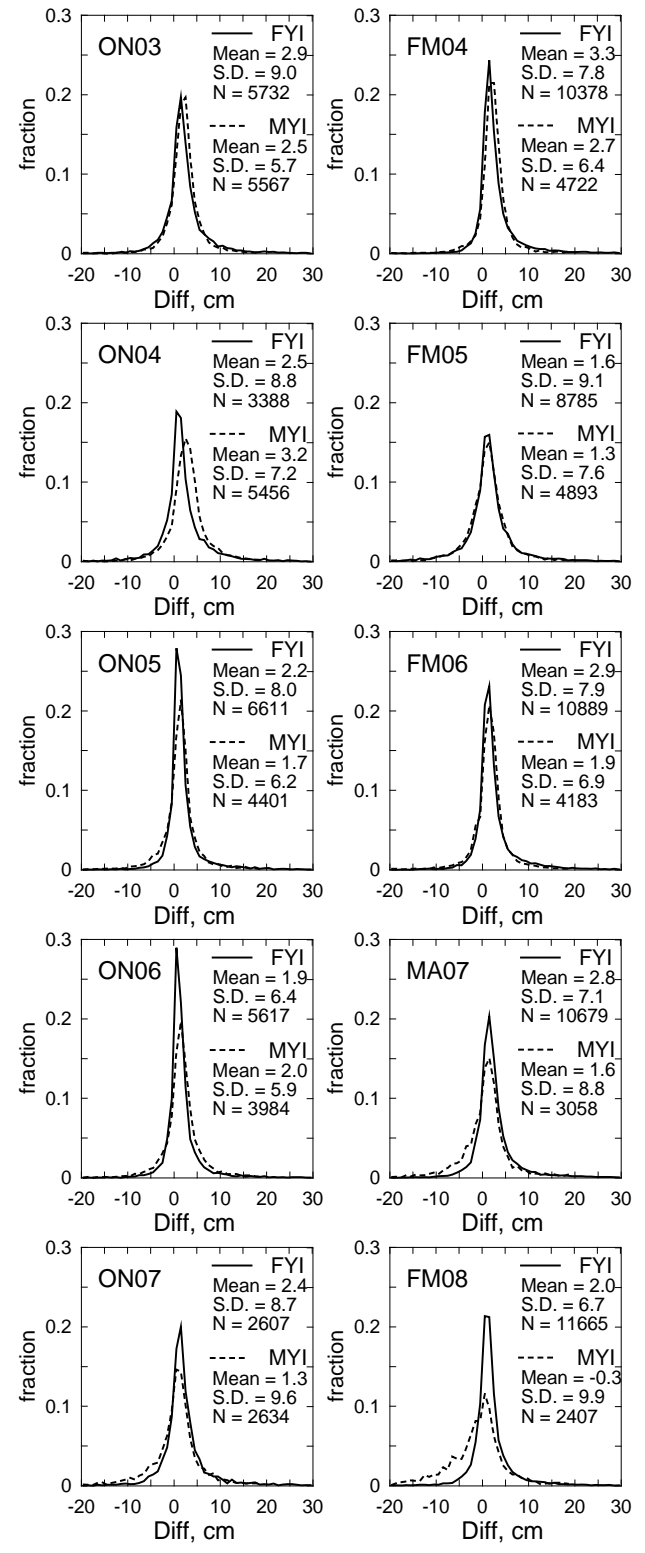 ON03
FYI
Mean = 2.9
S.D. = 9.0
N = 5732
MYI
Mean = 2.5
S.D. = 5.7
N = 5567
fraction
0.3
0.2
0.1
0
-20 -10 0 10 20 30
Diff, cm
FM04
FYI
Mean = 3.3
S.D. = 7.8
N = 10378
MYI
Mean = 2.7
S.D. = 6.4
N = 4722
fraction
0.3
0.2
0.1
0
-20 -10 0 10 20 30
Diff, cm
ON04
FYI
Mean = 2.5
S.D. = 8.8
N = 3388
MYI
Mean = 3.2
S.D. = 7.2
N = 5456
fraction
0.3
0.2
0.1
0
-20 -10 0 10 20 30
Diff, cm
FM05
FYI
Mean = 1.6
S.D. = 9.1
N = 8785
MYI
Mean = 1.3
S.D. = 7.6
N = 4893
fraction
0.3
0.2
0.1
0
-20 -10 0 10 20 30
Diff, cm
ON05
FYI
Mean = 2.2
S.D. = 8.0
N = 6611
MYI
Mean = 1.7
S.D. = 6.2
N = 4401
fraction
0.3
0.2
0.1
0
-20 -10 0 10 20 30
Diff, cm
FM06
FYI
Mean = 2.9
S.D. = 7.9
N = 10889
MYI
Mean = 1.9
S.D. = 6.9
N = 4183
fraction
0.3
0.2
0.1
0
-20 -10 0 10 20 30
Diff, cm
ON06
FYI
Mean = 1.9
S.D. = 6.4
N = 5617
MYI
Mean = 2.0
S.D. = 5.9
N = 3984
fraction
0.3
0.2
0.1
0
-20 -10 0 10 20 30
Diff, cm
MA07
FYI
Mean = 2.8
S.D. = 7.1
N = 10679
MYI
Mean = 1.6
S.D. = 8.8
N = 3058
fraction
0.3
0.2
0.1
0
-20 -10 0 10 20 30
Diff, cm
ON07
FYI
Mean = 2.4
S.D. = 8.7
N = 2607
MYI
Mean = 1.3
S.D. = 9.6
N = 2634
fraction
0.3
0.2
0.1
0
-20 -10 0 10 20 30
Diff, cm
FM08
FYI
Mean = 2.0
S.D. = 6.7
N = 11665
MYI
Mean = -0.3
S.D. = 9.9
N = 2407
fraction
0.3
0.2
0.1
0
-20 -10 0 10 20 30
Diff, cm